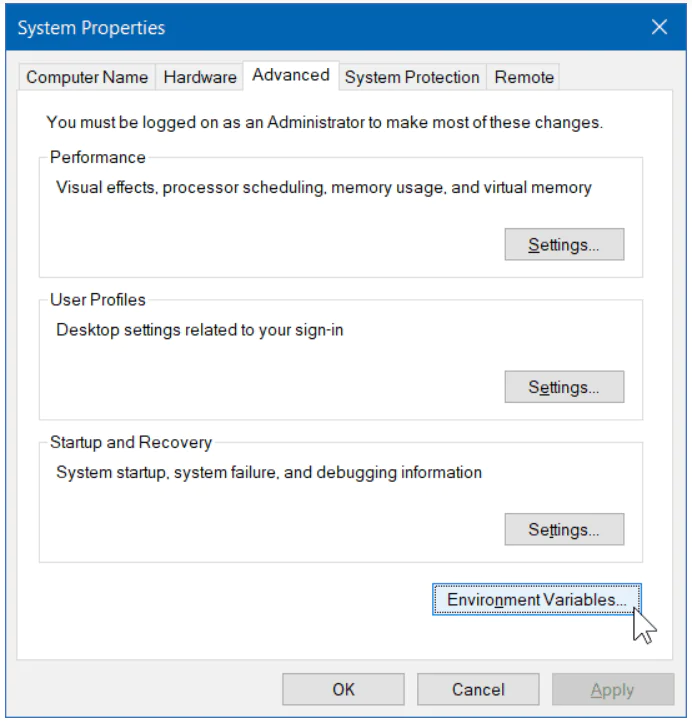 System Properties
Computer Name Hardware Advanced System Protection Remote
You must be logged on as an Administrator to make most of these changes.
Performance
Visual effects, processor scheduling, memory usage, and virtual memory
Settings...
User Profiles
Desktop settings related to your sign-in
Settings...
Startup and Recovery
System startup, system failure, and debugging information
Settings...
Environment Variables...
OK Cancel Apply